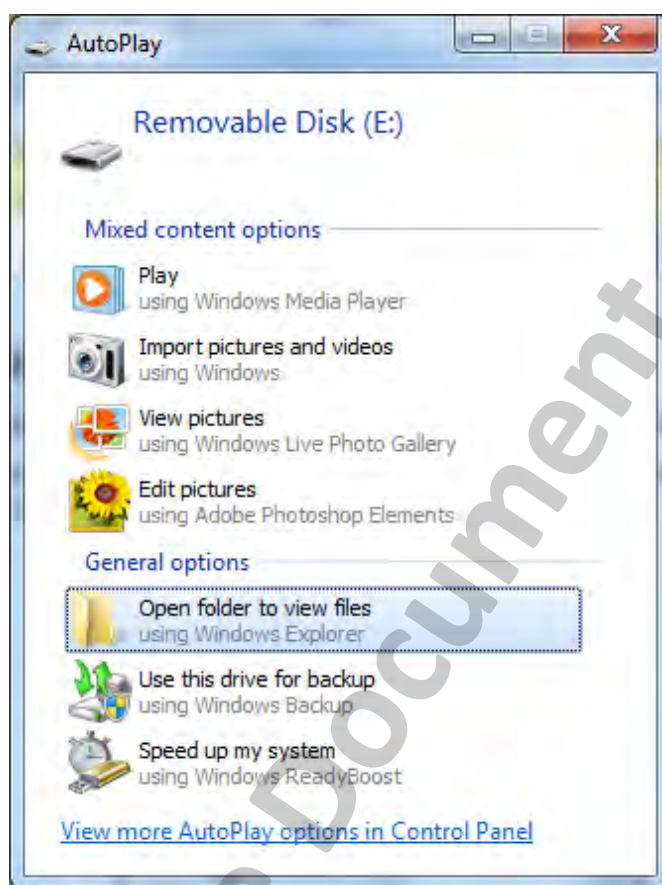 AutoPlay
Removable Disk (E:)
Mixed content options
Play
using Windows Media Player
Import pictures and videos
using Windows
View pictures
using Windows Live Photo Gallery
Edit pictures
using Adobe Photoshop Elements
General options
Open folder to view files
using Windows Explorer
Use this drive for backup
using Windows Backup
Speed up my system
using Windows ReadyBoost
View more AutoPlay options in Control Panel
Document